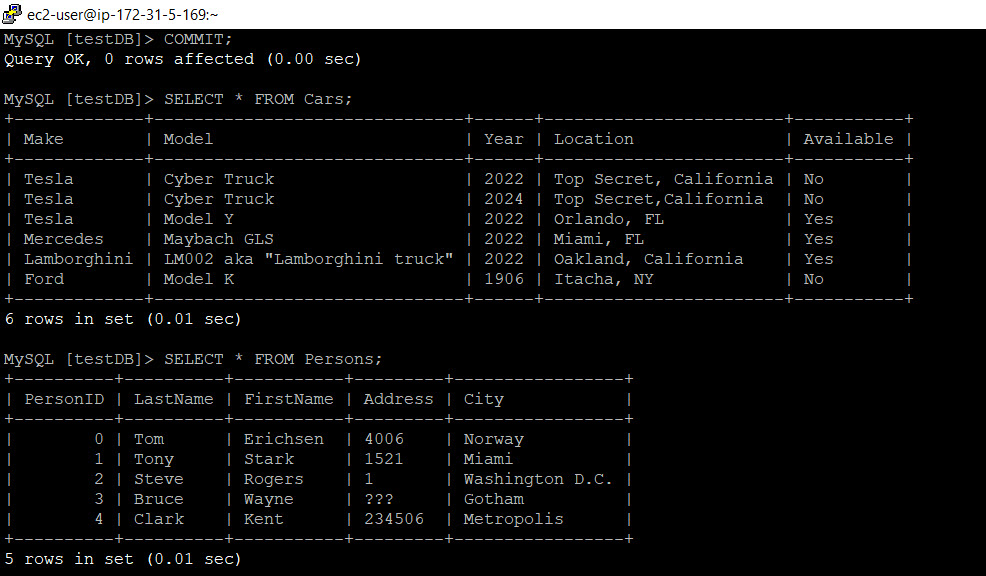 ec2-user@ip-172-31-5-169:~
MySQL [testDB]> COMMIT;
Query OK, 0 rows affected (0.00 sec)
MySQL [testDB]> SELECT * FROM Cars;
+-------------+-------------------------------+------+------------------------+-----------+
| Make        | Model                         | Year | Location               | Available |
+-------------+-------------------------------+------+------------------------+-----------+
| Tesla       | Cyber Truck                   | 2022 | Top Secret, California | No        |
| Tesla       | Cyber Truck                   | 2024 | Top Secret,California  | No        |
| Tesla       | Model Y                       | 2022 | Orlando, FL            | Yes       |
| Mercedes    | Maybach GLS                   | 2022 | Miami, FL              | Yes       |
| Lamborghini | LM002 aka "Lamborghini truck" | 2022 | Oakland, California    | Yes       |
| Ford        | Model K                       | 1906 | Itacha, NY             | No        |
+-------------+-------------------------------+------+------------------------+-----------+
6 rows in set (0.01 sec)
MySQL [testDB]> SELECT * FROM Persons;
+----------+----------+-----------+---------+-----------------+
| PersonID | LastName | FirstName | Address | City            |
+----------+----------+-----------+---------+-----------------+
|        0 | Tom      | Erichsen  | 4006    | Norway          |
|        1 | Tony     | Stark     | 1521    | Miami           |
|        2 | Steve    | Rogers    | 1       | Washington D.C. |
|        3 | Bruce    | Wayne     | ???     | Gotham          |
|        4 | Clark    | Kent      | 234506  | Metropolis      |
+----------+----------+-----------+---------+-----------------+
5 rows in set (0.01 sec)